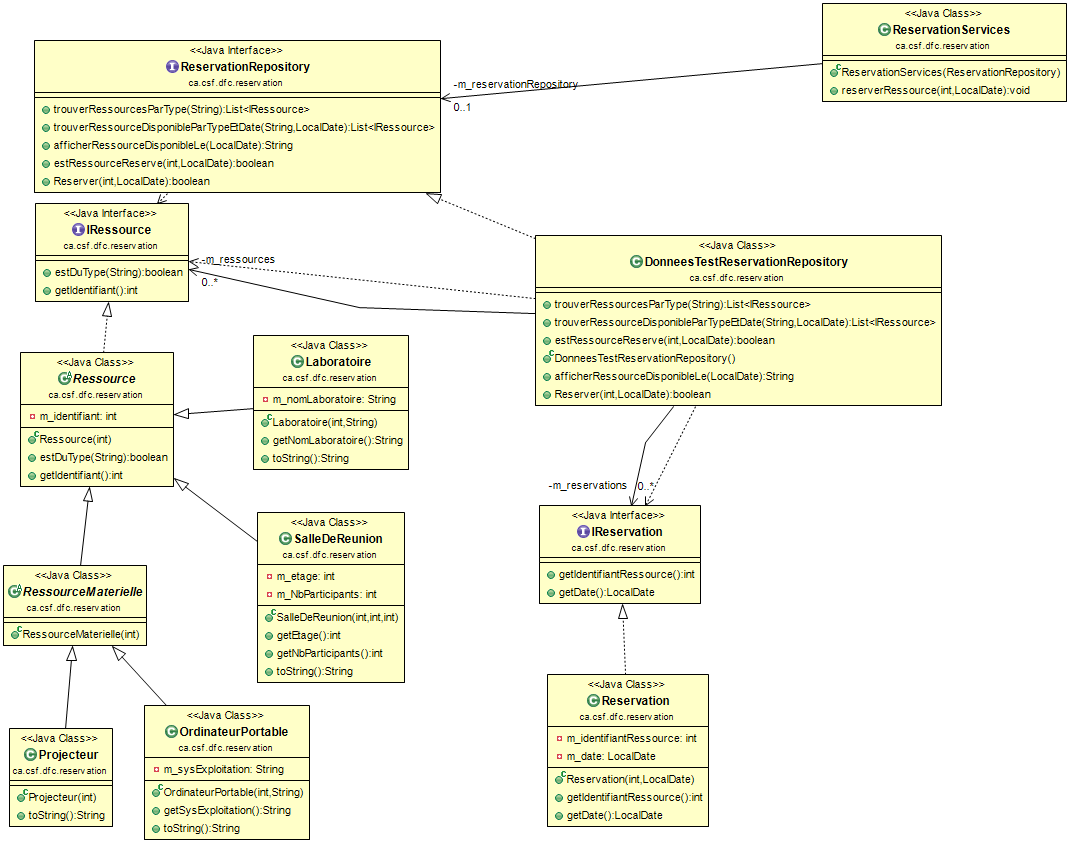 <<Java Class>>
ReservationServices
ca.csf.dfc.reservation
ReservationServices(ReservationRepository)
reserverRessource(int,LocalDate):void
<<Java Interface>>
ReservationRepository
ca.csf.dfc.reservation
trouverRessourcesParType(String):List<IRessource>
trouverRessourceDisponibleParTypeEtDate(String,LocalDate):List<IRessource>
afficherRessourceDisponibleLe(LocalDate):String
estRessourceReserve(int,LocalDate):boolean
Reserver(int,LocalDate):boolean
-m_reservationRepository
0..1
<<Java Interface>>
IRessource
ca.csf.dfc.reservation
estDuType(String):boolean
getIdentifiant():int
-m_ressources
0..*
<<Java Class>>
DonneesTestReservationRepository
ca.csf.dfc.reservation
trouverRessourcesParType(String):List<IRessource>
trouverRessourceDisponibleParTypeEtDate(String,LocalDate):List<IRessource>
estRessourceReserve(int,LocalDate):boolean
DonneesTestReservationRepository()
afficherRessourceDisponibleLe(LocalDate):String
Reserver(int,LocalDate):boolean
<<Java Class>>
Ressource
ca.csf.dfc.reservation
m_identifiant: int
Ressource(int)
estDuType(String):boolean
getIdentifiant():int
<<Java Class>>
Laboratoire
ca.csf.dfc.reservation
m_nomLaboratoire: String
Laboratoire(int,String)
getNomLaboratoire():String
toString():String
-m_reservations
0..*
<<Java Class>>
SalleDeReunion
ca.csf.dfc.reservation
m_etage: int
m_NbParticipants: int
SalleDeReunion(int,int,int)
getEtage():int
getNbParticipants():int
toString():String
<<Java Interface>>
IReservation
ca.csf.dfc.reservation
getIdentifiantRessource():int
getDate():LocalDate
<<Java Class>>
RessourceMaterielle
ca.csf.dfc.reservation
RessourceMaterielle(int)
<<Java Class>>
Reservation
ca.csf.dfc.reservation
m_identifiantRessource: int
m_date: LocalDate
Reservation(int,LocalDate)
getIdentifiantRessource():int
getDate():LocalDate
<<Java Class>>
Projecteur
ca.csf.dfc.reservation
Projecteur(int)
toString():String
<<Java Class>>
OrdinateurPortable
ca.csf.dfc.reservation
m_sysExploitation: String
OrdinateurPortable(int,String)
getSysExploitation():String
toString():String